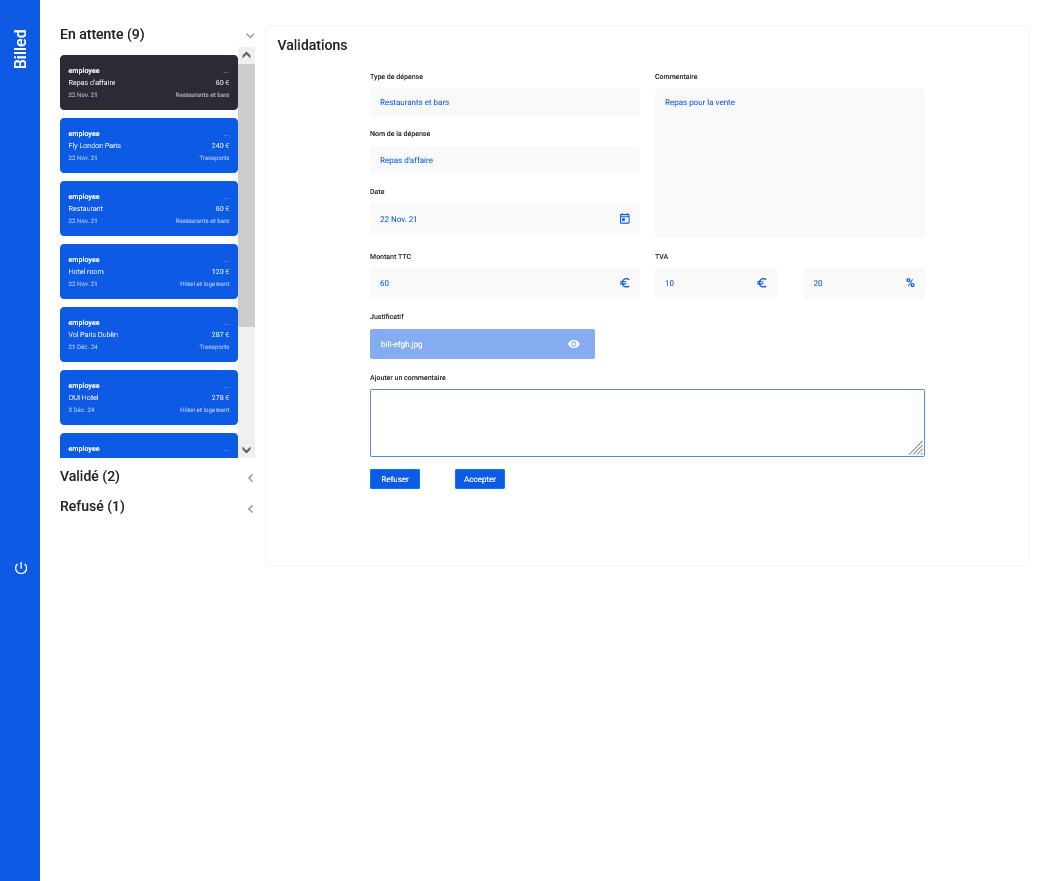 Billed
En attente (9)
employee ...
Repas d'affaire 60 €
22 Nov. 21 Restaurants et bars
employee ...
Fly London Paris 240 €
22 Nov. 21 Transports
employee ...
Restaurant 60 €
22 Nov. 21 Restaurants et bars
employee ...
Hotel room 120 €
22 Nov. 21 Hôtel et logement
employee ...
Vol Paris Dublin 287 €
21 Déc. 24 Transports
employee ...
OUI Hotel 278 €
3 Déc. 24 Hôtel et logement
employee ...
Validé (2)
Refusé (1)
Validations
Type de dépense
Restaurants et bars
Nom de la dépense
Repas d'affaire
Date
22 Nov. 21
Commentaire
Repas pour la vente
Montant TTC
60 €
TVA
10 €
20 %
Justificatif
bill-efgh.jpg
Ajouter un commentaire
Refuser
Accepter